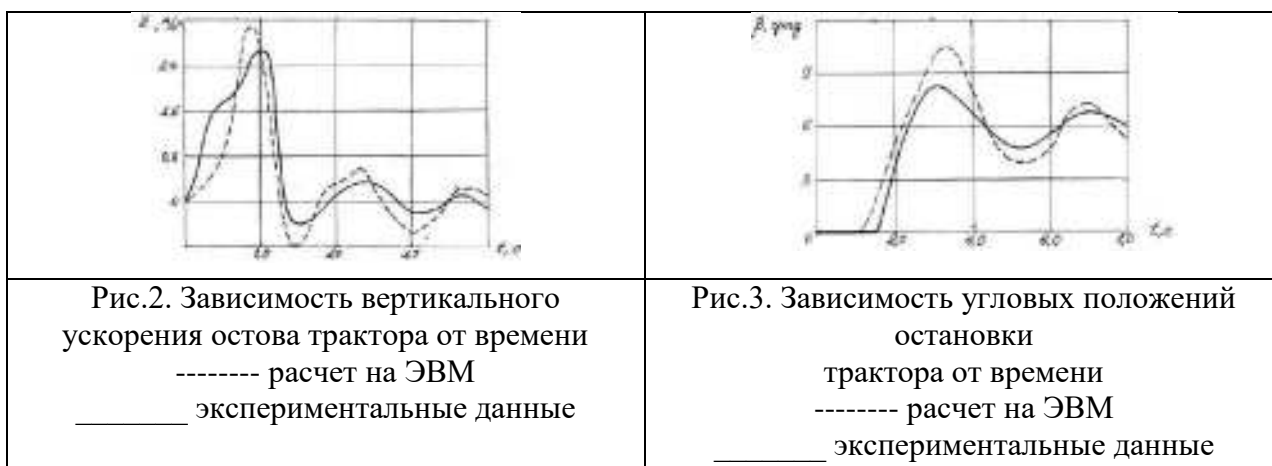 β, град
t, c
t, c
Рис.2. Зависимость вертикального
ускорения остова трактора от времени
-------- расчет на ЭВМ
_______ экспериментальные данные
Рис.3. Зависимость угловых положений
остановки
трактора от времени
-------- расчет на ЭВМ
_______ экспериментальные данные